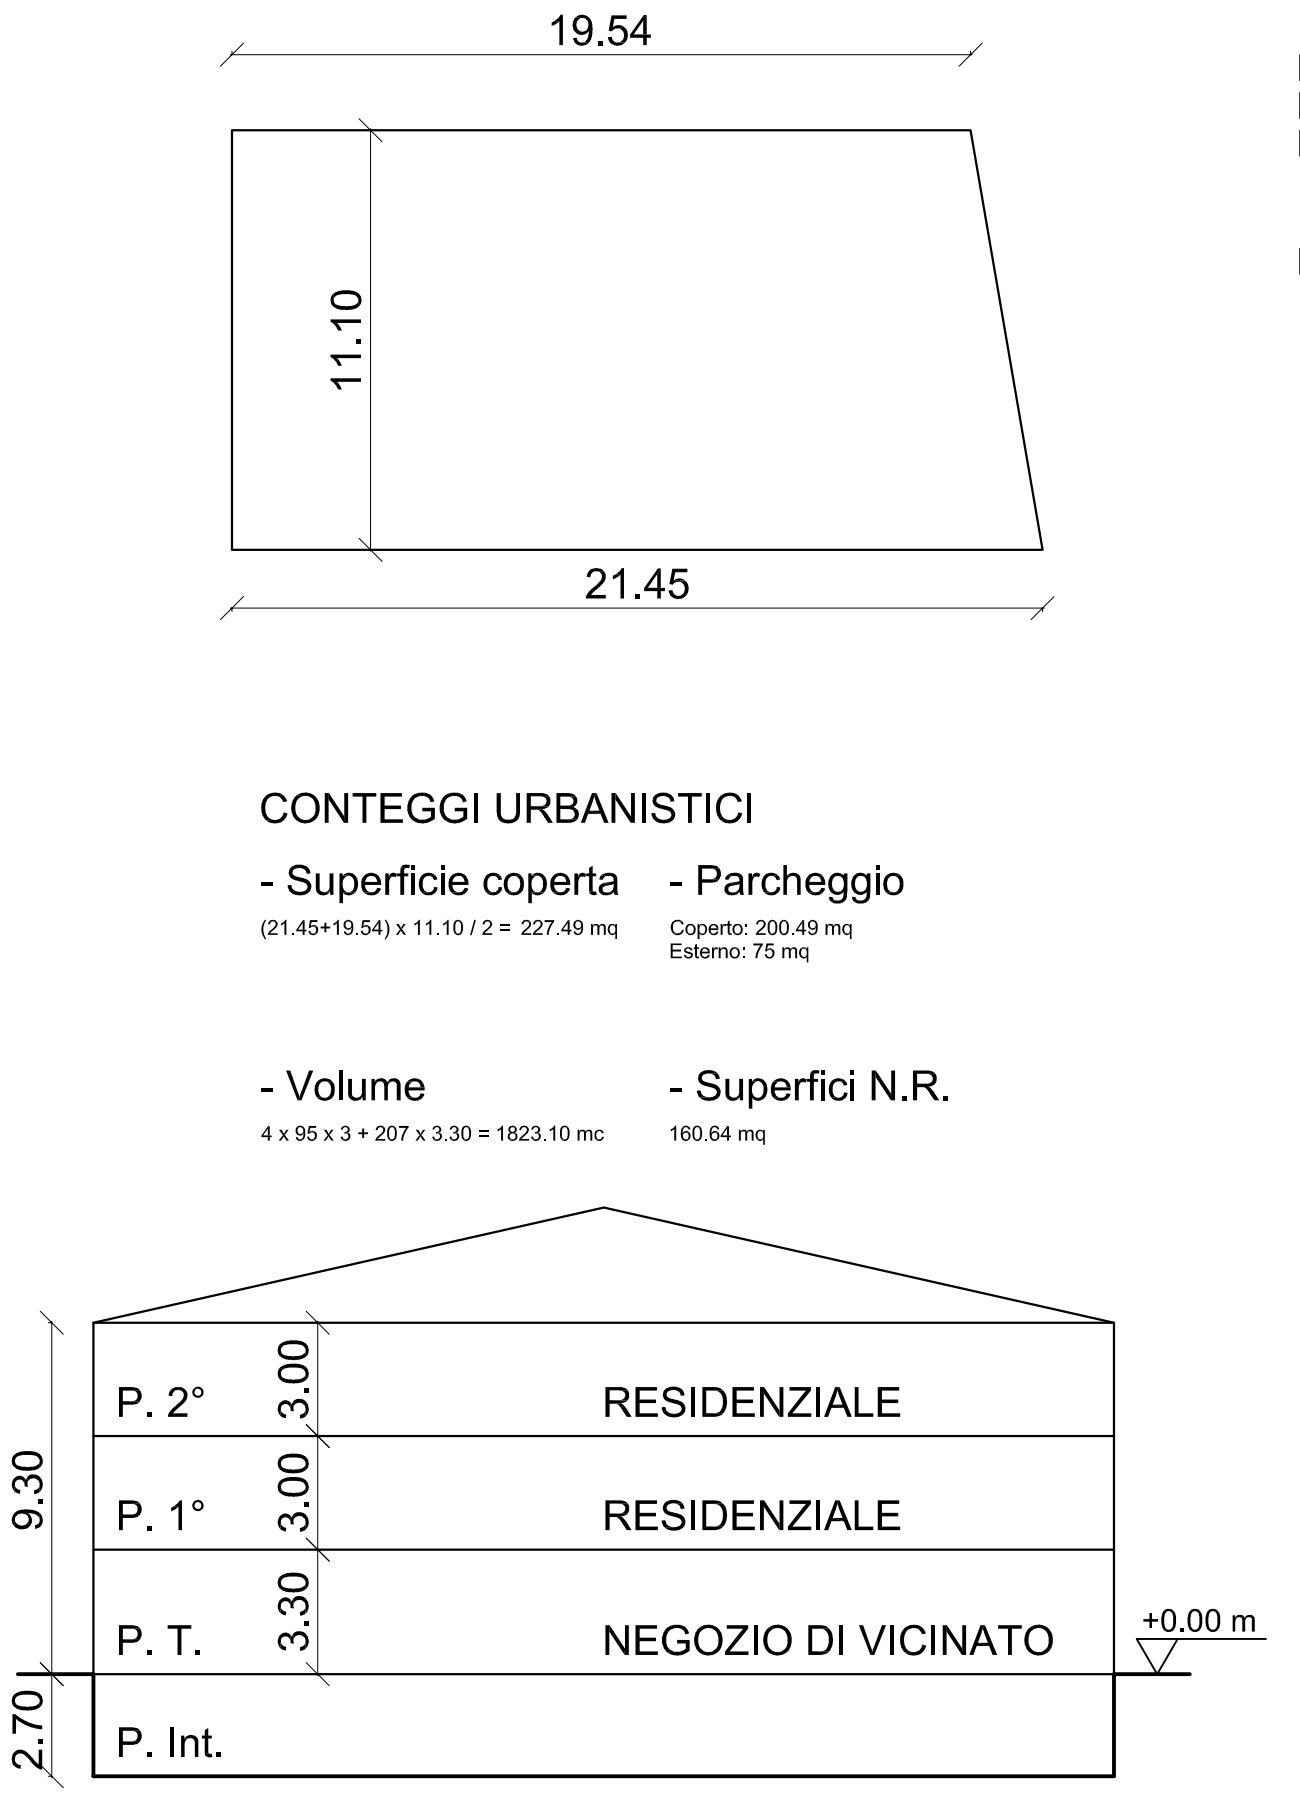 19.54
11.10
21.45
CONTEGGI URBANISTICI
- Superficie coperta
(21.45+19.54) x 11.10 / 2 = 227.49 mq
- Parcheggio
Coperto: 200.49 mq
Esterno: 75 mq
- Volume
4 x 95 x 3 + 207 x 3.30 = 1823.10 mc
- Superfici N.R.
160.64 mq
P. 2°
3.00
RESIDENZIALE
9.30
P. 1°
3.00
RESIDENZIALE
P. T.
3.30
NEGOZIO DI VICINATO
+0.00 m
2.70
P. Int.